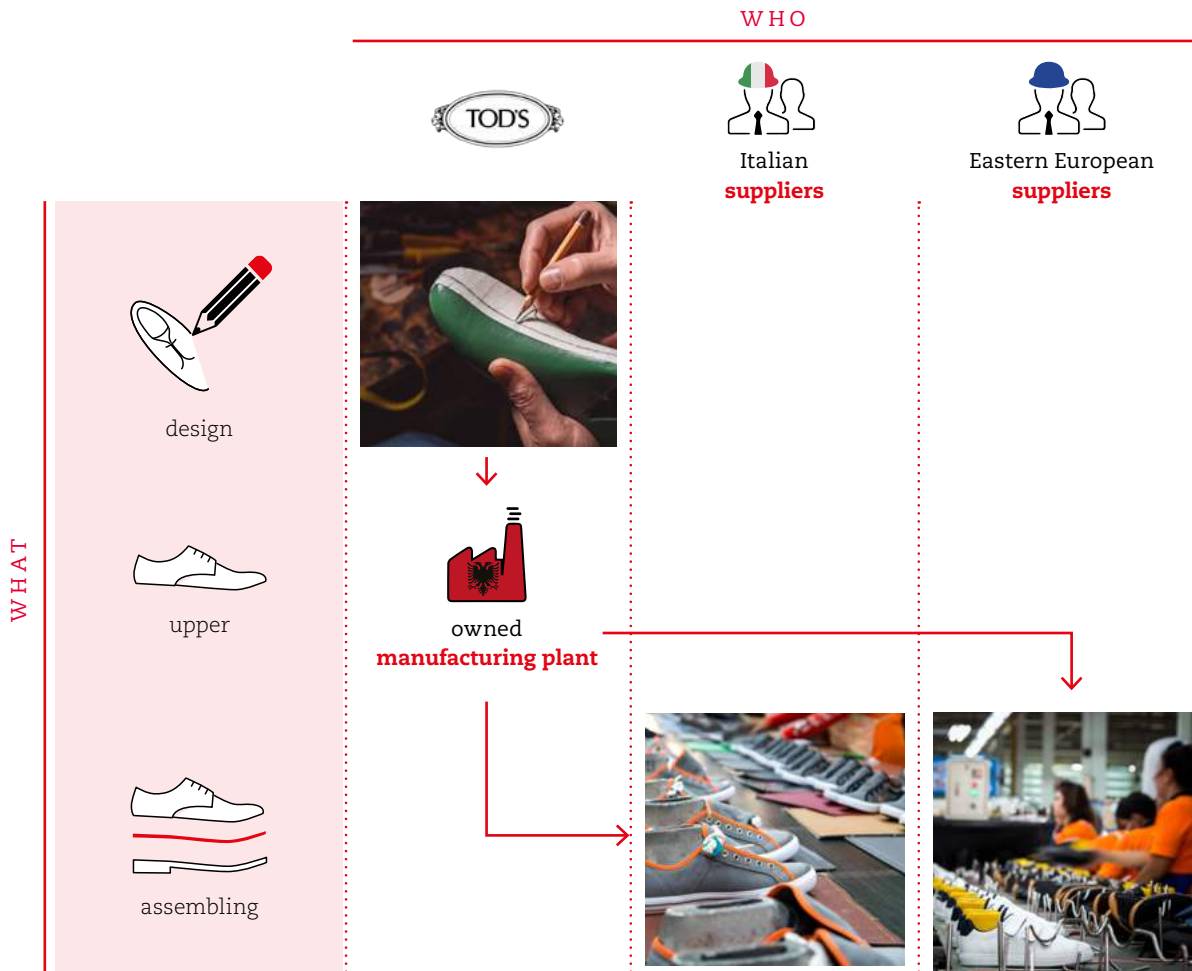 WHO
TOD'S
Italian
suppliers
Eastern European
suppliers
WHAT
design
upper
owned
manufacturing plant
assembling